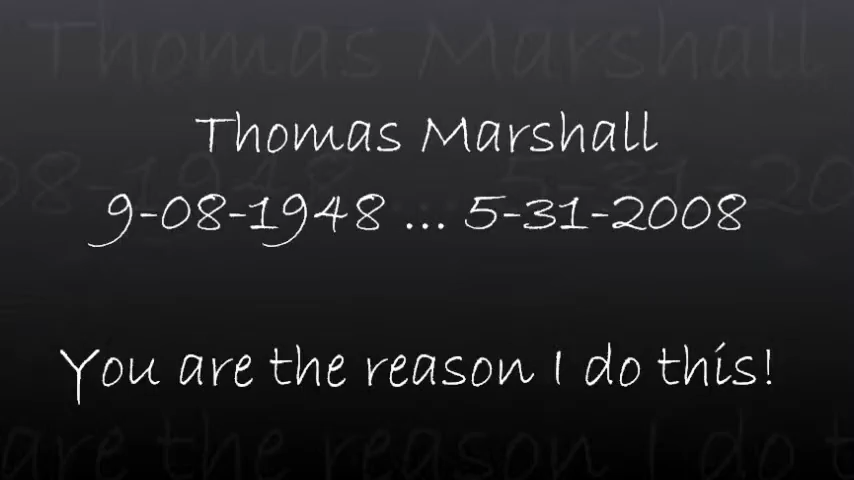 Thomas Marshall
9-08-1948 ... 5-31-2008
You are the reason I do this!